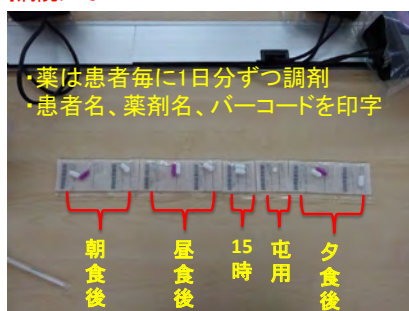 ・薬は患者毎に1日分ずつ調剤
・患者名、薬剤名、バーコードを印字
朝食後
昼食後
15時
屯用
夕食後